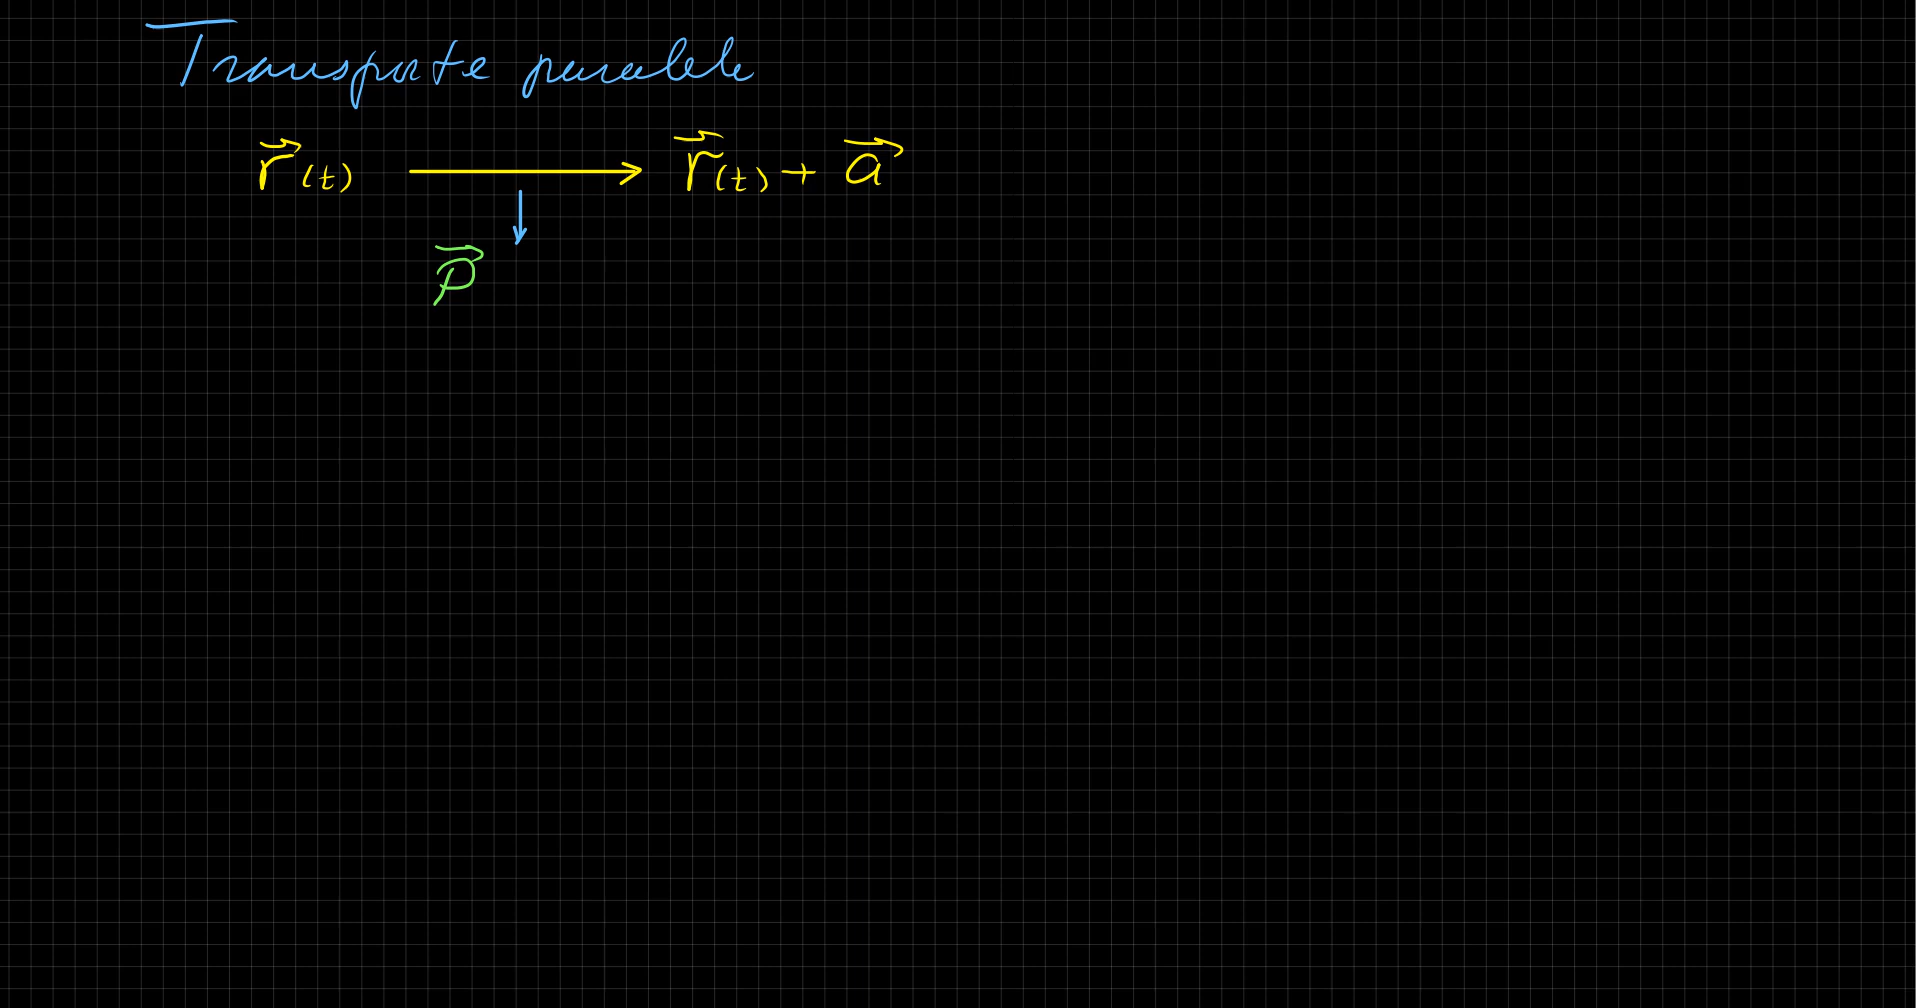 Transporte paralelo
r⃗(t) ⟶ r⃗(t) + a⃗
↓
p⃗